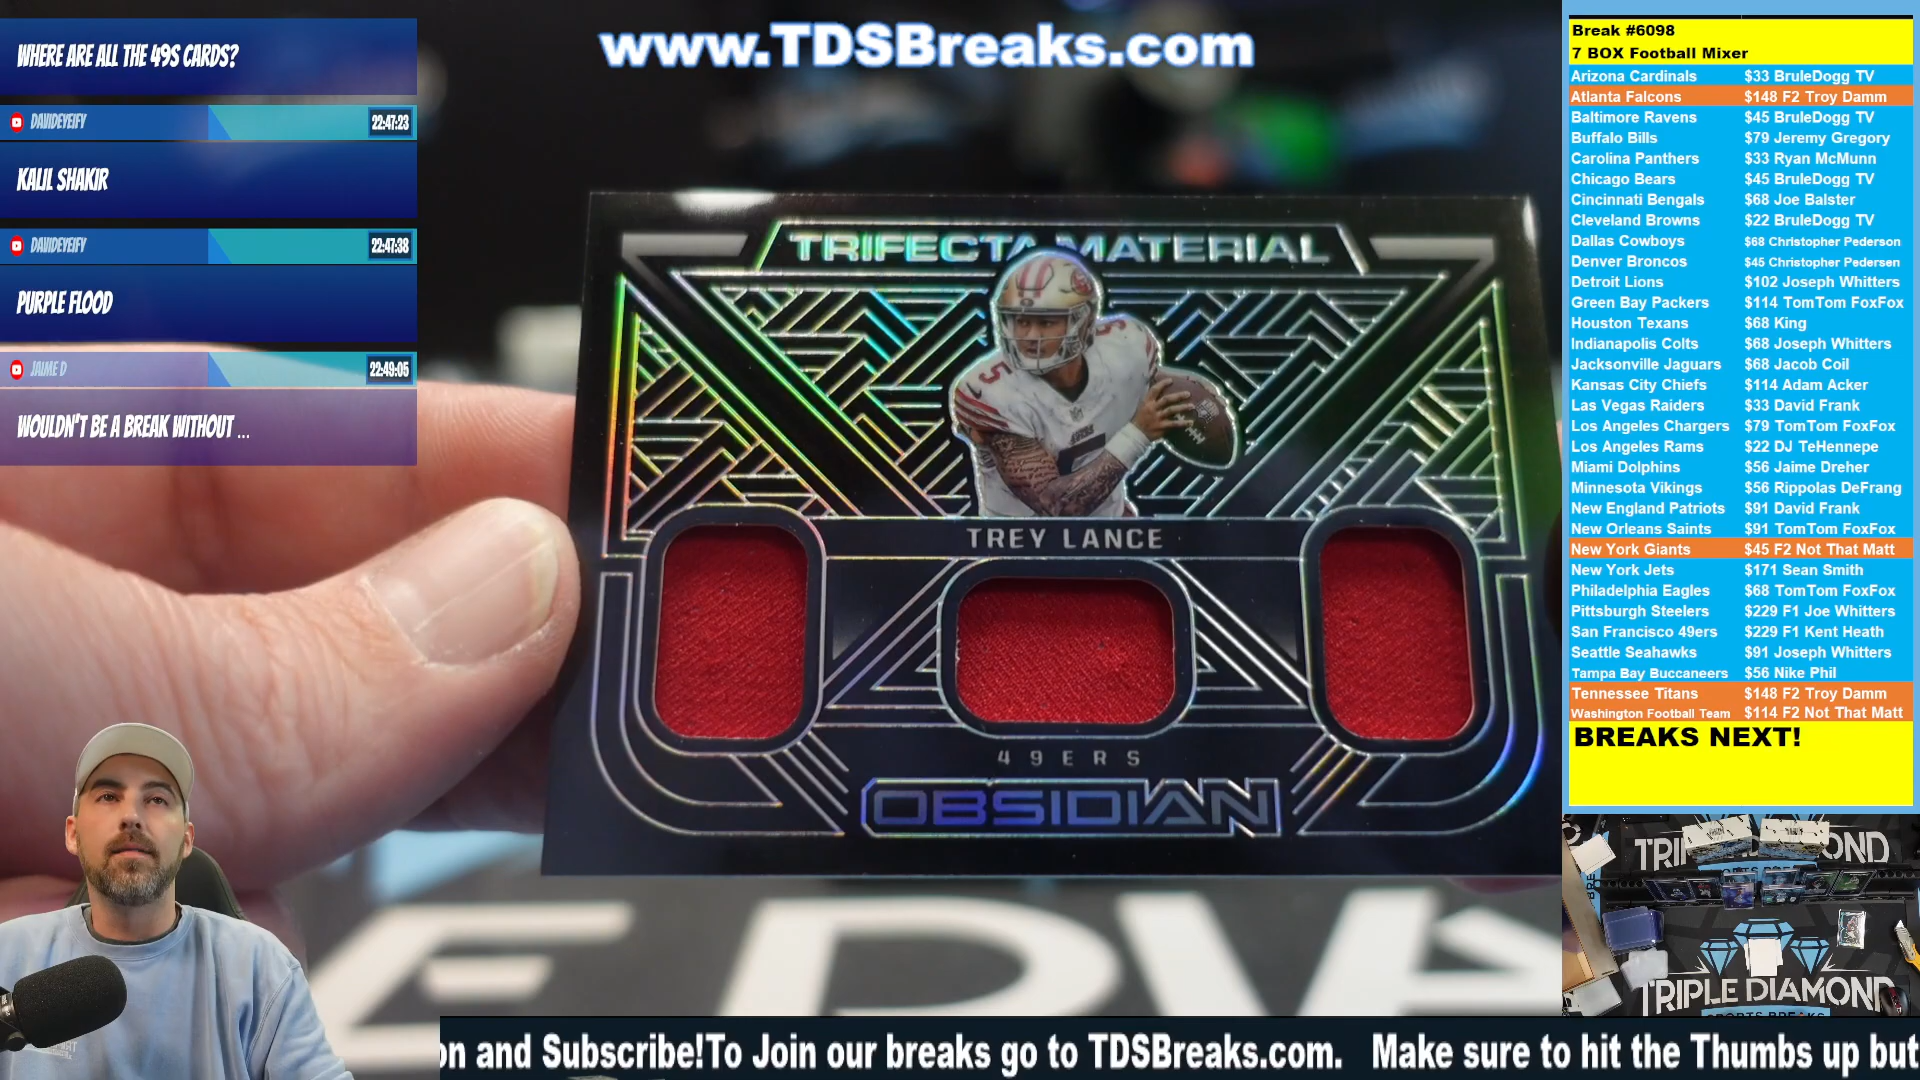 WHERE ARE ALL THE 49S CARDS?
DAVIDEYEIFY 22:47:23
KALIL SHAKIR
DAVIDEYEIFY 22:47:38
PURPLE FLOOD
JAIME D 22:49:05
WOULDN'T BE A BREAK WITHOUT ...
www.TDSBreaks.com
TRIFECTA MATERIAL
5
5
TREY LANCE
49ERS
OBSIDIAN
Break #6098
7 BOX Football Mixer
Arizona Cardinals $33 BruleDogg TV
Atlanta Falcons $148 F2 Troy Damm
Baltimore Ravens $45 BruleDogg TV
Buffalo Bills $79 Jeremy Gregory
Carolina Panthers $33 Ryan McMunn
Chicago Bears $45 BruleDogg TV
Cincinnati Bengals $68 Joe Balster
Cleveland Browns $22 BruleDogg TV
Dallas Cowboys $68 Christopher Pederson
Denver Broncos $45 Christopher Pedersen
Detroit Lions $102 Joseph Whitters
Green Bay Packers $114 TomTom FoxFox
Houston Texans $68 King
Indianapolis Colts $68 Joseph Whitters
Jacksonville Jaguars $68 Jacob Coil
Kansas City Chiefs $114 Adam Acker
Las Vegas Raiders $33 David Frank
Los Angeles Chargers $79 TomTom FoxFox
Los Angeles Rams $22 DJ TeHennepe
Miami Dolphins $56 Jaime Dreher
Minnesota Vikings $56 Rippolas DeFrang
New England Patriots $91 David Frank
New Orleans Saints $91 TomTom FoxFox
New York Giants $45 F2 Not That Matt
New York Jets $171 Sean Smith
Philadelphia Eagles $68 TomTom FoxFox
Pittsburgh Steelers $229 F1 Joe Whitters
San Francisco 49ers $229 F1 Kent Heath
Seattle Seahawks $91 Joseph Whitters
Tampa Bay Buccaneers $56 Nike Phil
Tennessee Titans $148 F2 Troy Damm
Washington Football Team $114 F2 Not That Matt
BREAKS NEXT!
TRIPLE DIAMOND
on and Subscribe!To Join our breaks go to TDSBreaks.com. Make sure to hit the Thumbs up but